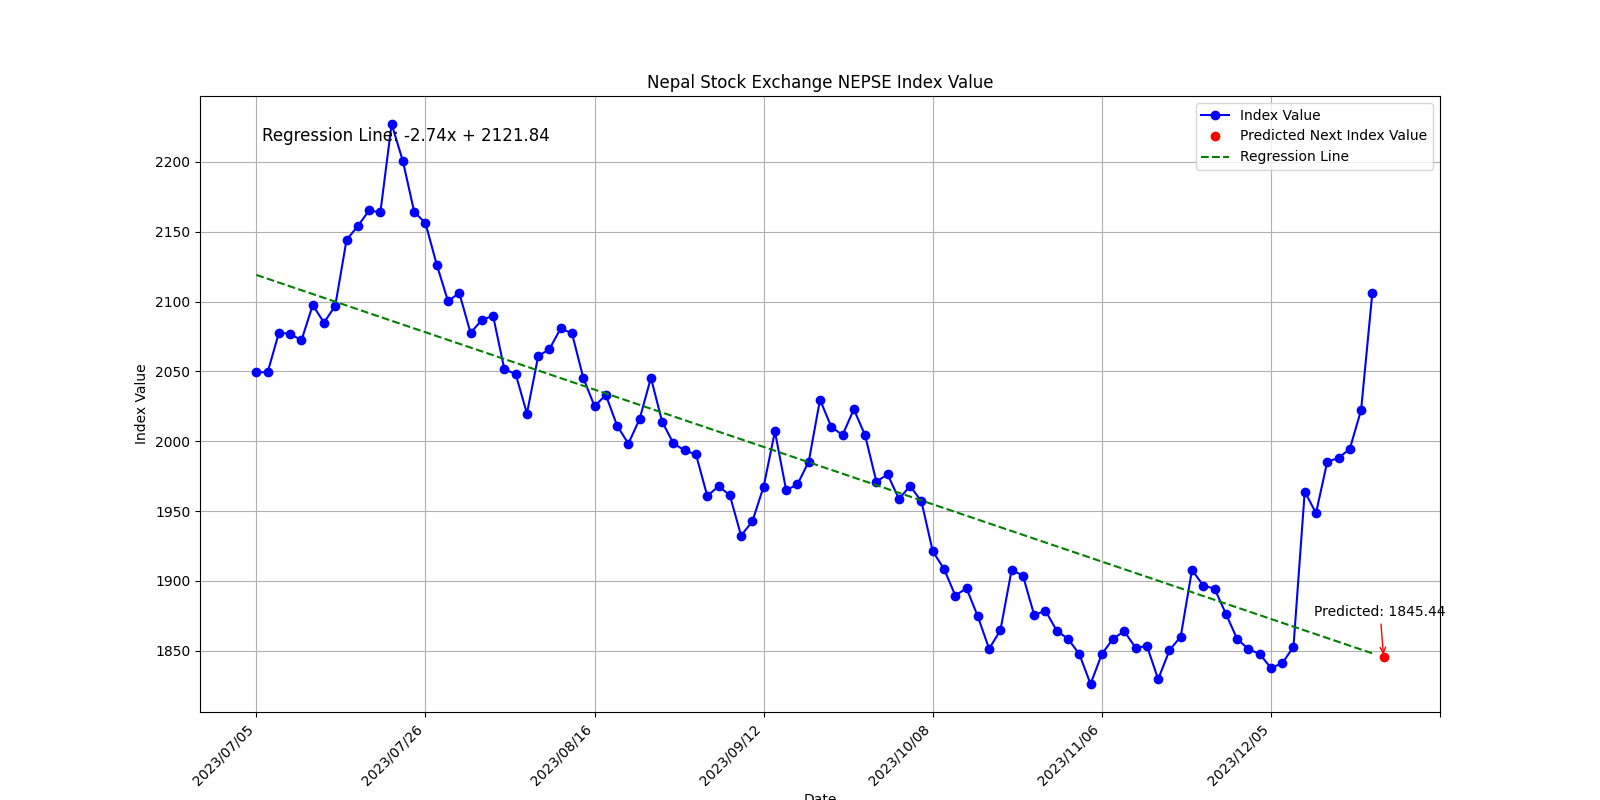 Nepal Stock Exchange NEPSE Index Value
Regression Line: -2.74x + 2121.84
Index Value
Predicted Next Index Value
Regression Line
2200
2150
2100
2050
2000
1950
1900
1850
Index Value
Predicted: 1845.44
2023/07/05
2023/07/26
2023/08/16
2023/09/12
2023/10/08
2023/11/06
2023/12/05
Date